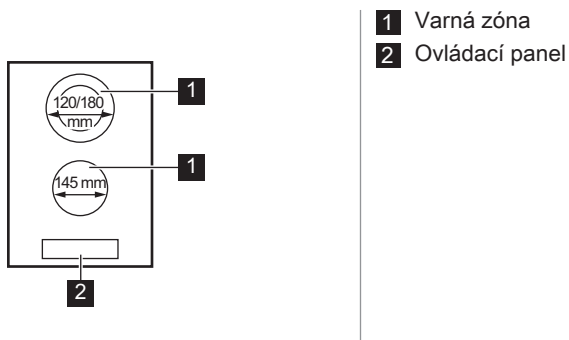 120/180
mm
1
145 mm
1
2
1 Varná zóna
2 Ovládací panel